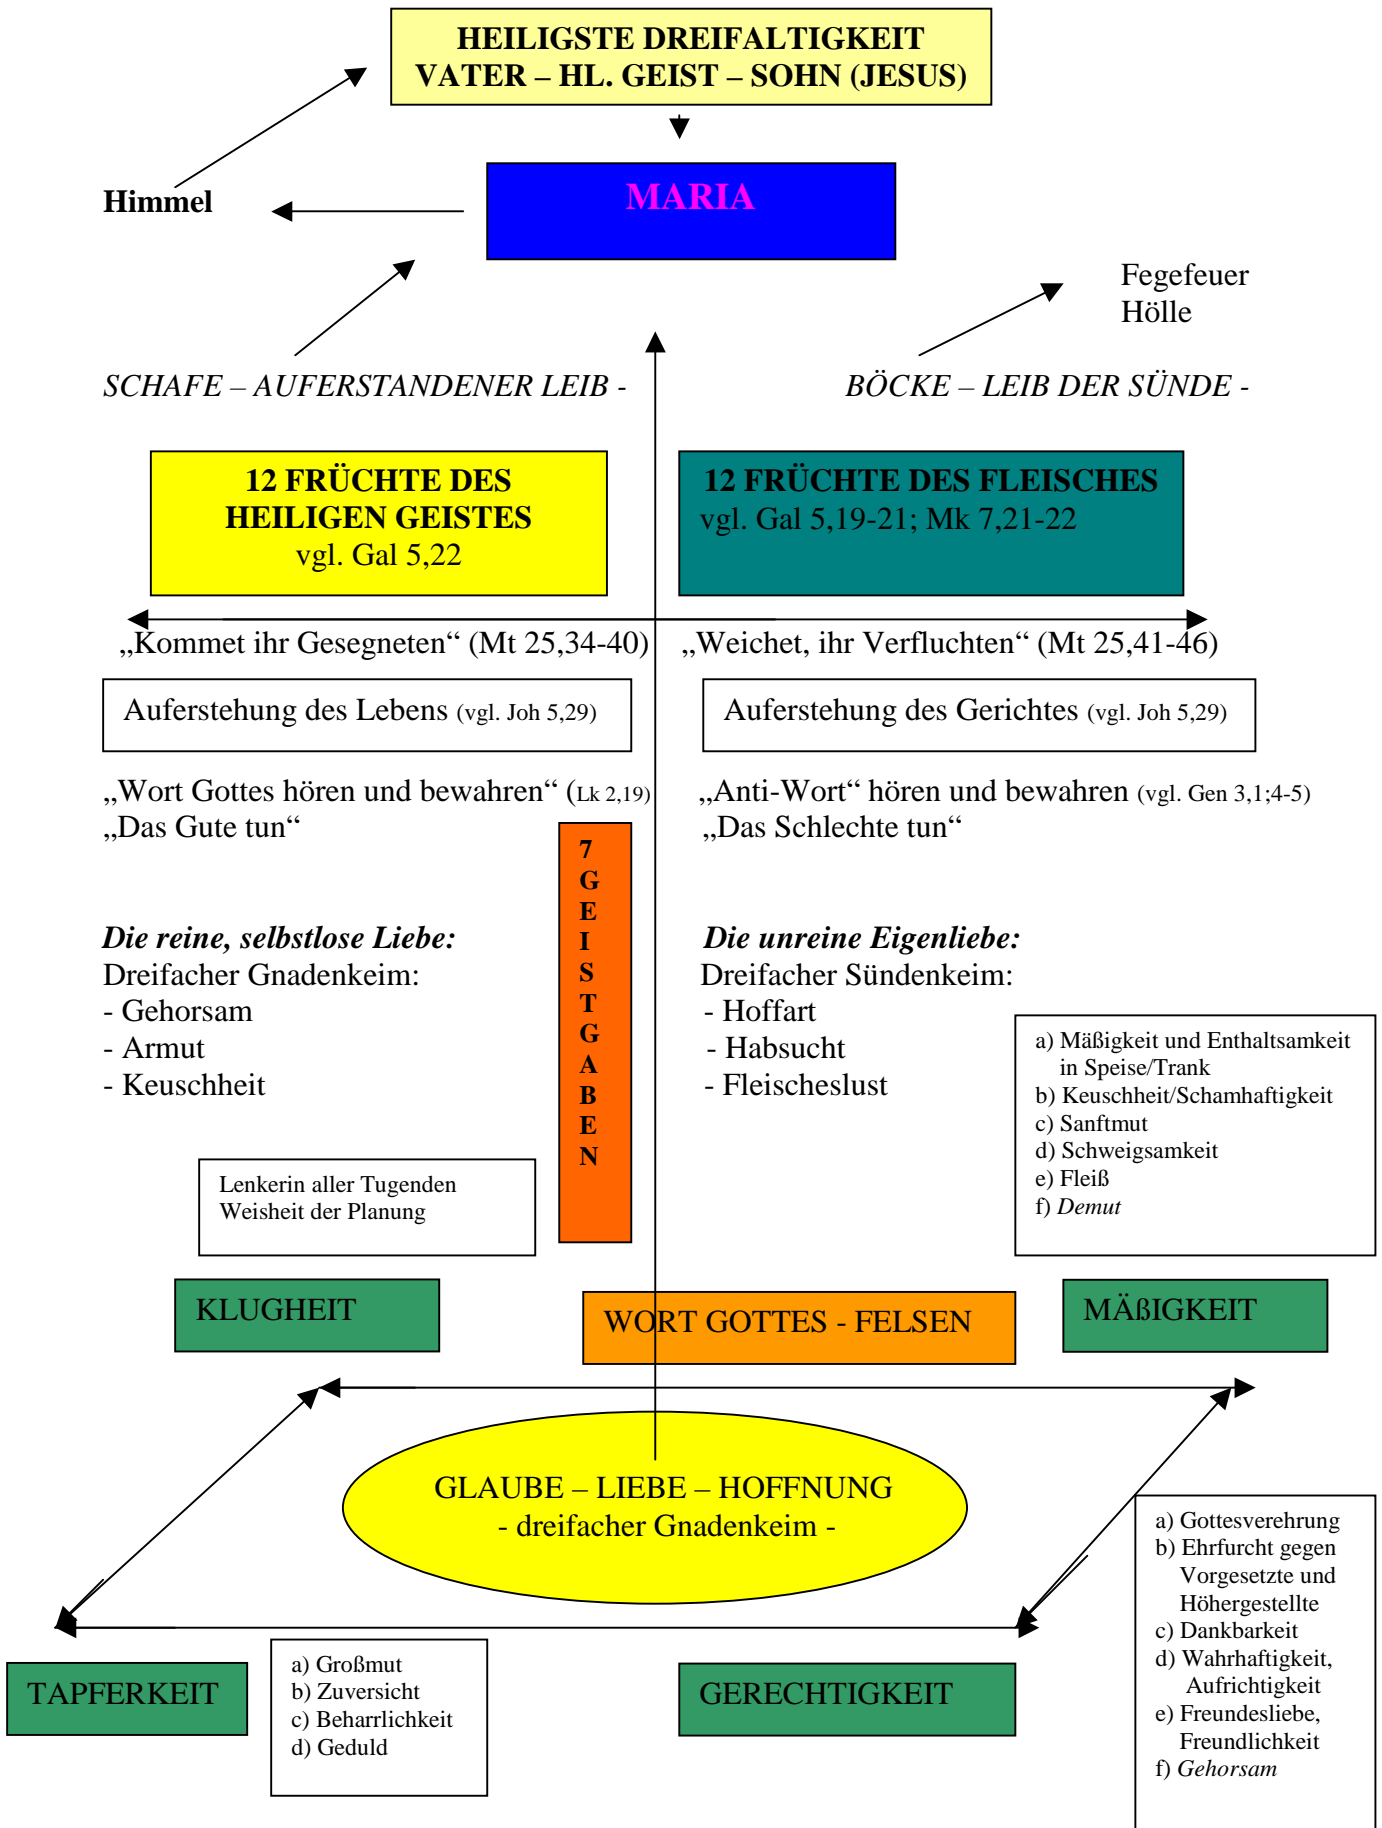 HEILIGSTE DREIFALTIGKEIT
VATER – HL. GEIST – SOHN (JESUS)
MARIA
Himmel
Fegefeuer
Hölle
SCHAFE – AUFERSTANDENER LEIB -
BÖCKE – LEIB DER SÜNDE -
12 FRÜCHTE DES
HEILIGEN GEISTES
vgl. Gal 5,22
12 FRÜCHTE DES FLEISCHES
vgl. Gal 5,19-21; Mk 7,21-22
„Kommet ihr Gesegneten“ (Mt 25,34-40)
„Weichet, ihr Verfluchten“ (Mt 25,41-46)
Auferstehung des Lebens (vgl. Joh 5,29)
Auferstehung des Gerichtes (vgl. Joh 5,29)
„Wort Gottes hören und bewahren“ (Lk 2,19)
„Das Gute tun“
„Anti-Wort“ hören und bewahren (vgl. Gen 3,1;4-5)
„Das Schlechte tun“
7
G
E
I
S
T
G
A
B
E
N
Die reine, selbstlose Liebe:
Dreifacher Gnadenkeim:
- Gehorsam
- Armut
- Keuschheit
Die unreine Eigenliebe:
Dreifacher Sündenkeim:
- Hoffart
- Habsucht
- Fleischeslust
a) Mäßigkeit und Enthaltsamkeit
in Speise/Trank
b) Keuschheit/Schamhaftigkeit
c) Sanftmut
d) Schweigsamkeit
e) Fleiß
f) Demut
Lenkerin aller Tugenden
Weisheit der Planung
KLUGHEIT
WORT GOTTES - FELSEN
MÄßIGKEIT
GLAUBE – LIEBE – HOFFNUNG
- dreifacher Gnadenkeim -
TAPFERKEIT
a) Großmut
b) Zuversicht
c) Beharrlichkeit
d) Geduld
GERECHTIGKEIT
a) Gottesverehrung
b) Ehrfurcht gegen
Vorgesetzte und
Höhergestellte
c) Dankbarkeit
d) Wahrhaftigkeit,
Aufrichtigkeit
e) Freundesliebe,
Freundlichkeit
f) Gehorsam